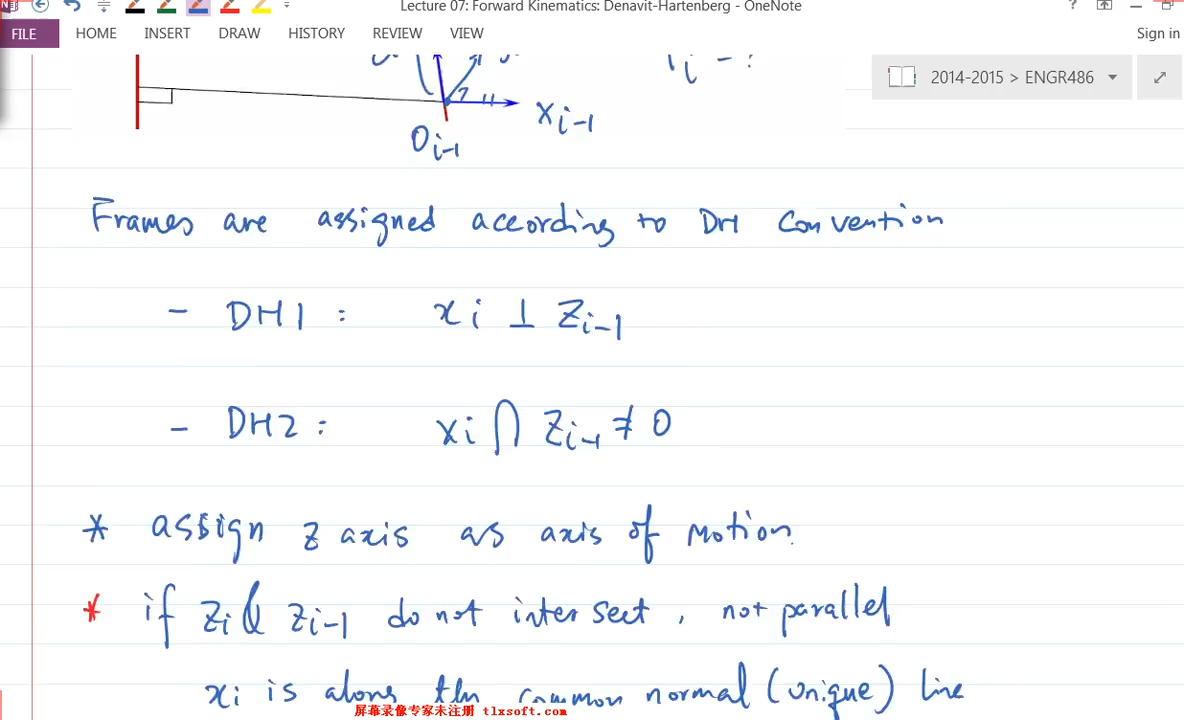 Lecture 07: Forward Kinematics: Denavit-Hartenberg - OneNote
?
FILE HOME INSERT DRAW HISTORY REVIEW VIEW Sign in
2014-2015 > ENGR486
x i-1
O i-1
Frames are assigned according to DH Convention
- DH1 : xi ⊥ Zi-1
- DH2 : xi ⋂ Zi-1 ≠ 0
* assign z axis as axis of Motion.
* if Zi & Zi-1 do not intersect, not parallel
xi is along the common normal (unique) line
屏幕录像专家未注册 tlxsoft.com